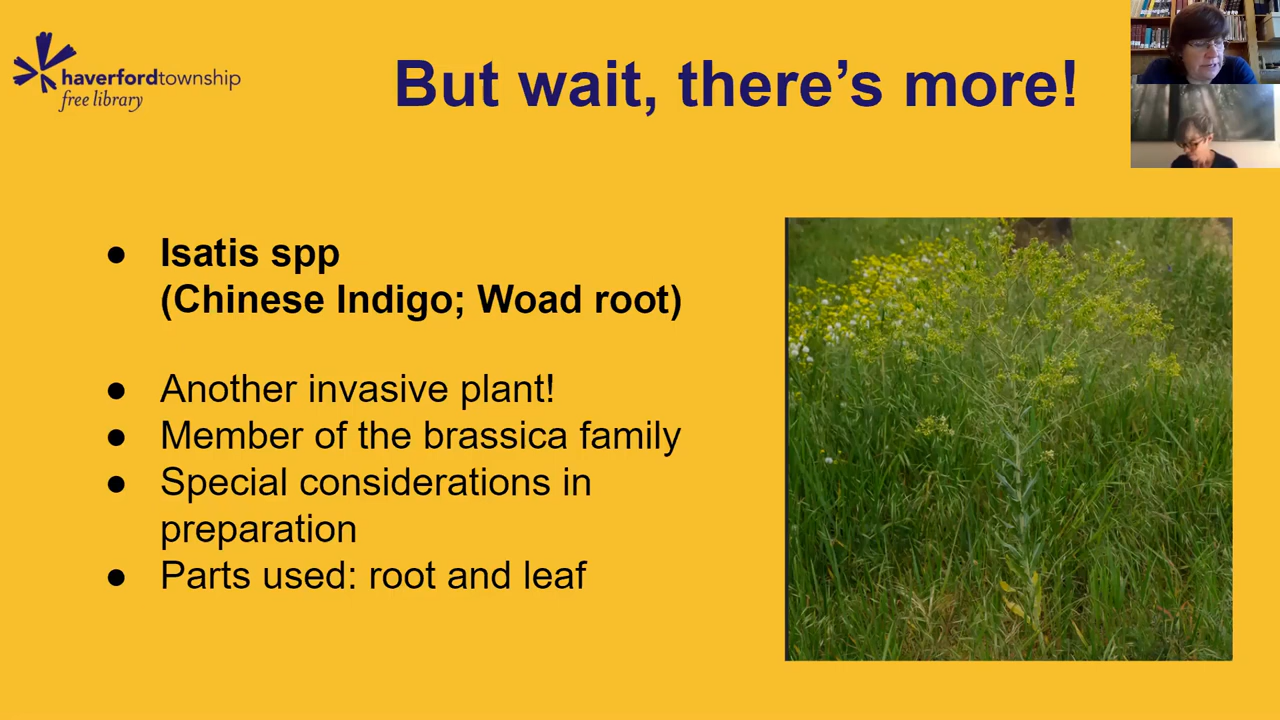 haverfordtownship
free library
But wait, there's more!
● Isatis spp
(Chinese Indigo; Woad root)
● Another invasive plant!
● Member of the brassica family
● Special considerations in
preparation
● Parts used: root and leaf